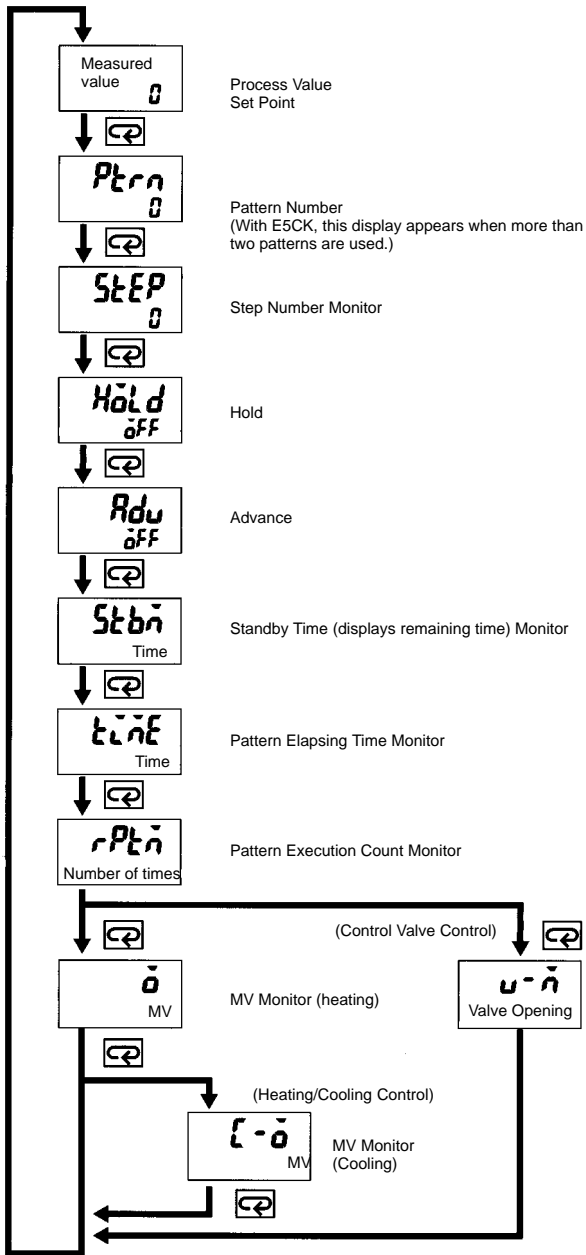 Measured
value
0
Process Value
Set Point
Ptrn
0
Pattern Number
(With E5CK, this display appears when more than
two patterns are used.)
StEP
0
Step Number Monitor
HoLd
oFF
Hold
Adv
oFF
Advance
Stbm
Time
Standby Time (displays remaining time) Monitor
timE
Time
Pattern Elapsing Time Monitor
rPtm
Number of times
Pattern Execution Count Monitor
(Control Valve Control)
o
MV
MV Monitor (heating)
v-m
Valve Opening
(Heating/Cooling Control)
C-o
MV
MV Monitor
(Cooling)